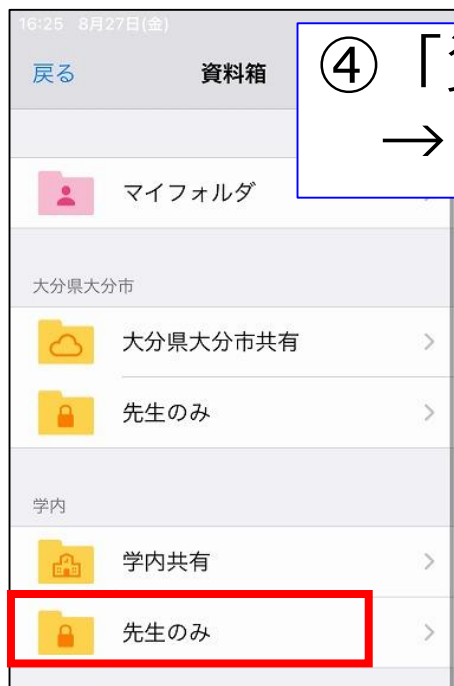 16:25 8月27日(金)
戻る
資料箱
④「
→
マイフォルダ
大分県大分市
大分県大分市共有
先生のみ
学内
学内共有
先生のみ